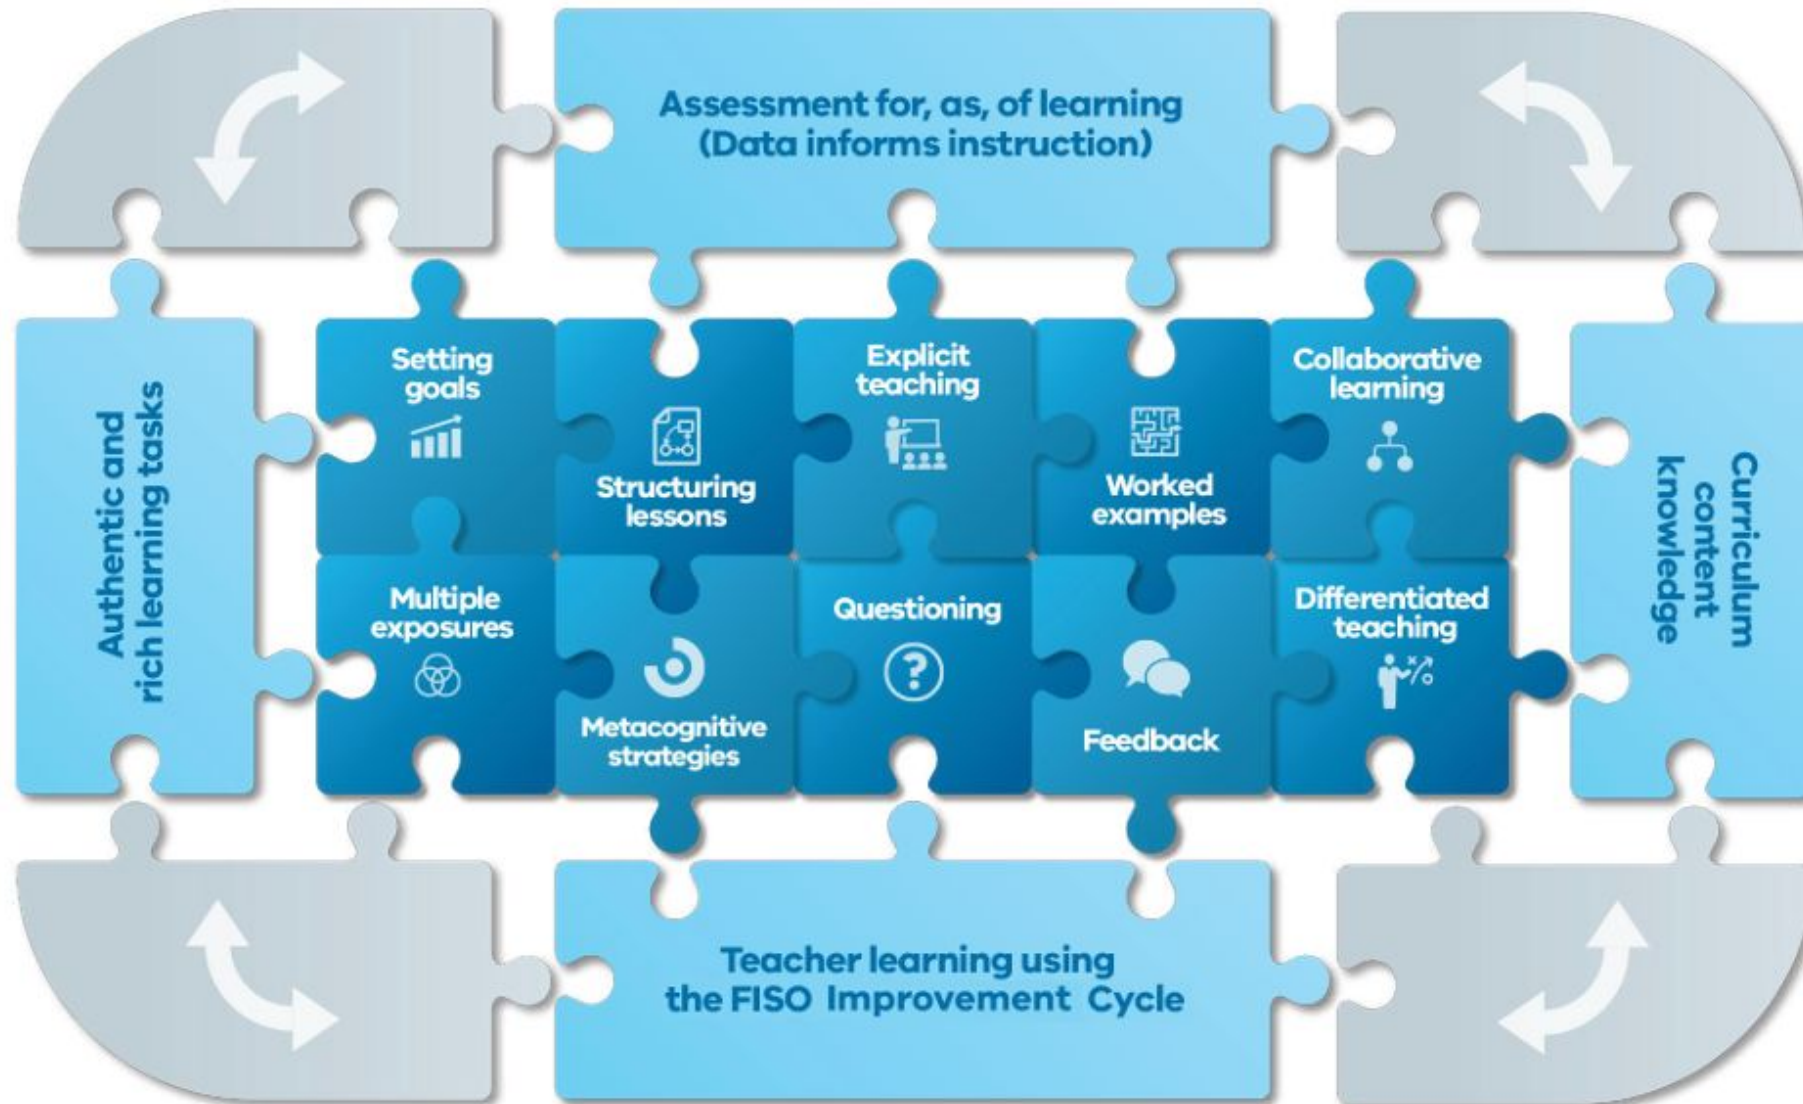 Assessment for, as, of learning
(Data informs instruction)
Authentic and
rich learning tasks
Setting
goals
Structuring
lessons
Explicit
teaching
Worked
examples
Collaborative
learning
Multiple
exposures
Metacognitive
strategies
Questioning
?
Feedback
Differentiated
teaching
Curriculum
content
knowledge
Teacher learning using
the FISO Improvement Cycle